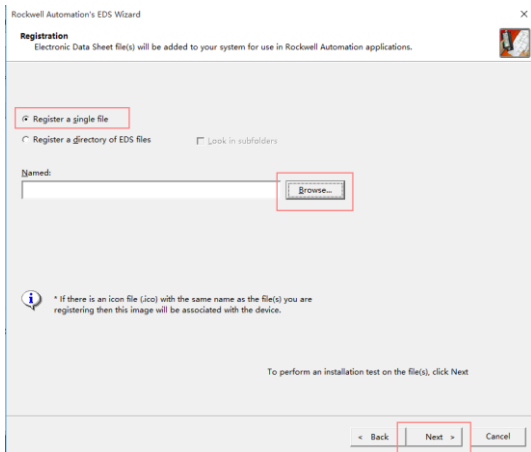 Rockwell Automation's EDS Wizard
Registration
Electronic Data Sheet file(s) will be added to your system for use in Rockwell Automation applications.
Register a single file
Register a directory of EDS files
Look in subfolders
Named:
Browse...
* If there is an icon file (.ico) with the same name as the file(s) you are
registering then this image will be associated with the device.
To perform an installation test on the file(s), click Next
< Back
Next >
Cancel